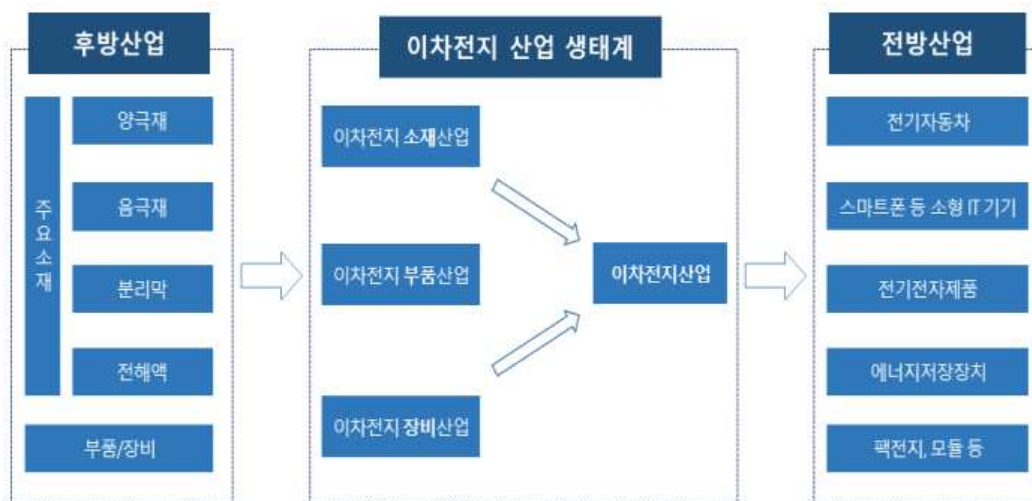 후방산업
주요소재
양극재
음극재
분리막
전해액
부품/장비
이차전지 산업 생태계
이차전지 소재산업
이차전지 부품산업
이차전지 장비산업
이차전지산업
전방산업
전기자동차
스마트폰 등 소형 IT 기기
전기전자제품
에너지저장장치
팩전지, 모듈 등